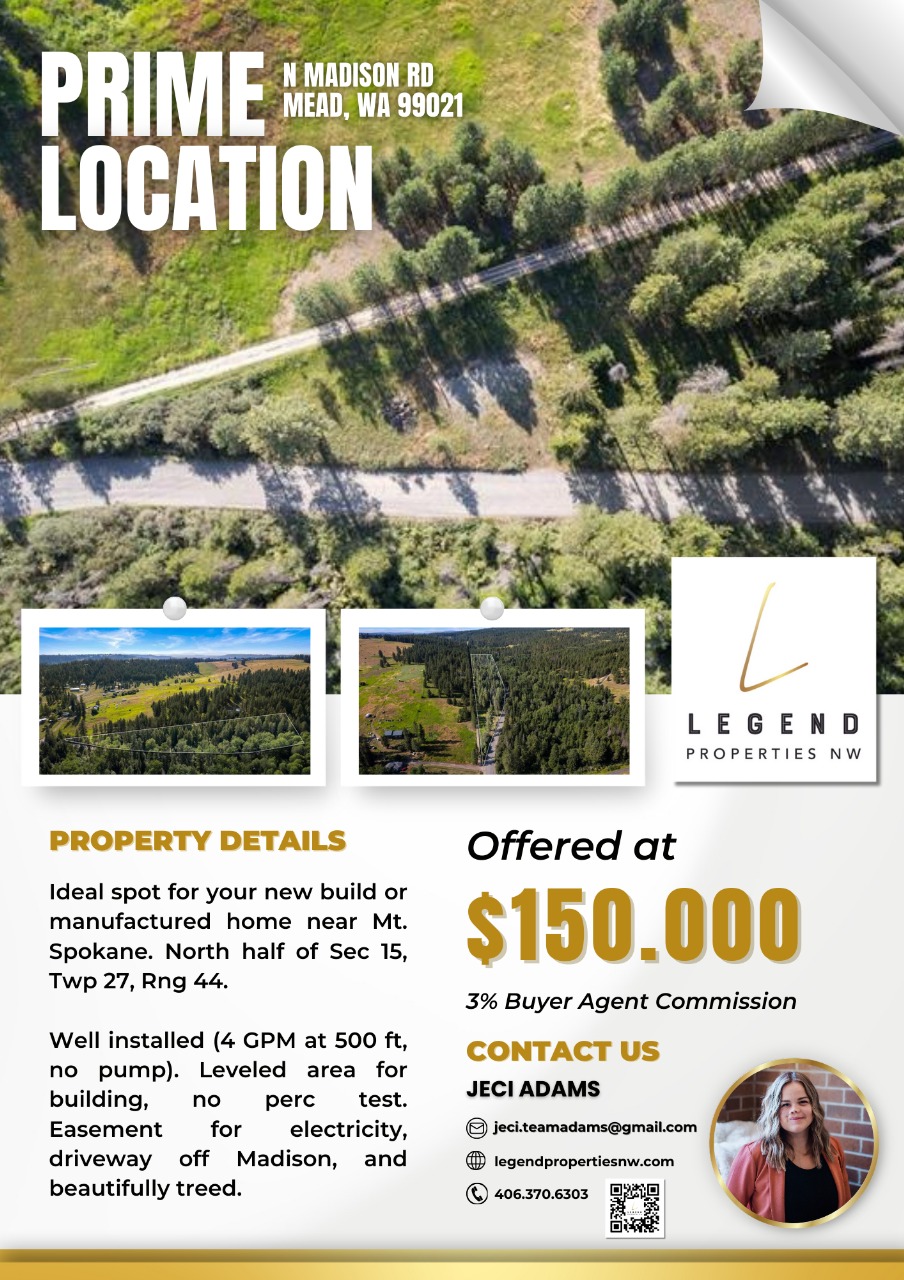 PRIME
LOCATION
N MADISON RD
MEAD, WA 99021
LEGEND
PROPERTIES NW
PROPERTY DETAILS
Ideal spot for your new build or
manufactured home near Mt.
Spokane. North half of Sec 15,
Twp 27, Rng 44.
Well installed (4 GPM at 500 ft,
no pump). Leveled area for
building, no perc test.
Easement for electricity,
driveway off Madison, and
beautifully treed.
Offered at
$150.000
3% Buyer Agent Commission
CONTACT US
JECI ADAMS
jeci.teamadams@gmail.com
legendpropertiesnw.com
406.370.6303